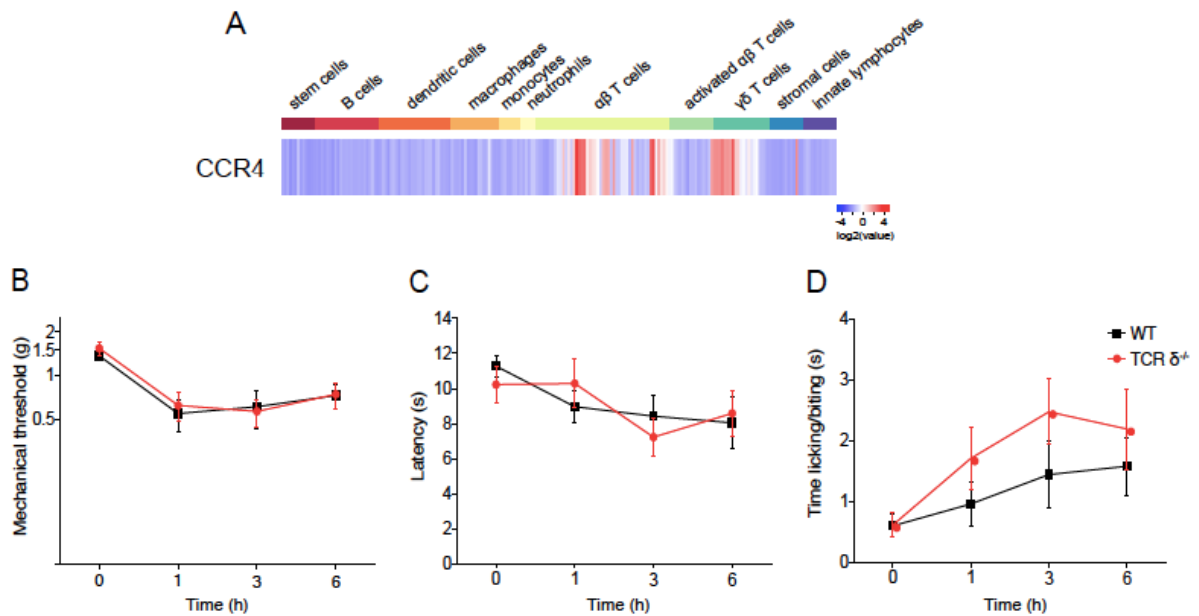 A
stem cells
B cells
dendritic cells
macrophages
monocytes
neutrophils
αβ T cells
activated αβ T cells
γδ T cells
stromal cells
innate lymphocytes
CCR4
-4 0 4
log2(value)
B
Mechanical threshold (g)
2
1.5
1
0.5
0 1 3 6
Time (h)
C
Latency (s)
14
12
10
8
6
4
2
0
0 1 3 6
Time (h)
D
Time licking/biting (s)
4
3
2
1
0
0 1 3 6
Time (h)
WT
TCR δ-/-